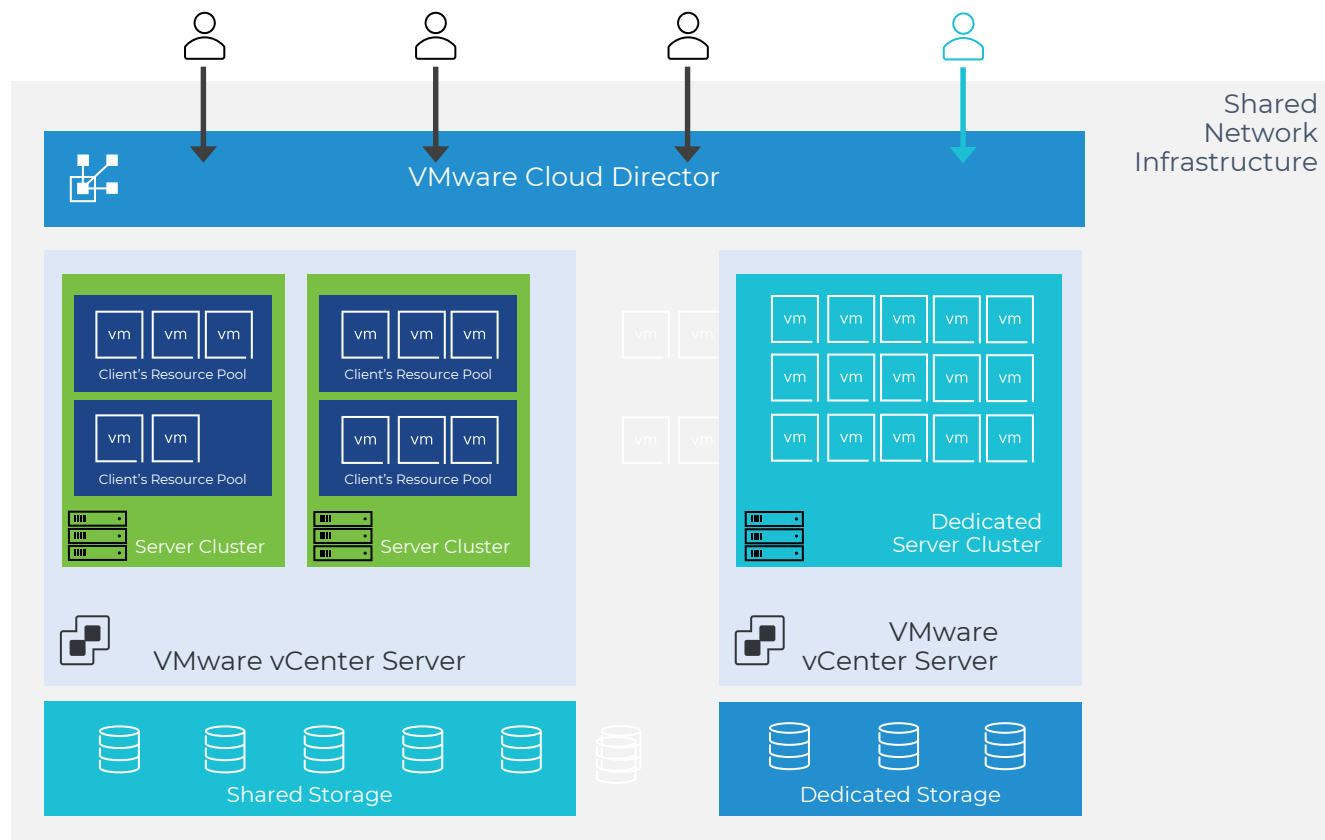 Shared
Network
Infrastructure
VMware Cloud Director
vm vm vm
Client's Resource Pool
vm vm
Client's Resource Pool
Server Cluster
vm vm vm
Client's Resource Pool
vm vm vm
Client's Resource Pool
Server Cluster
VMware vCenter Server
vm vm
vm vm
vm vm vm vm vm
vm vm vm vm vm
vm vm vm vm vm
Dedicated
Server Cluster
VMware
vCenter Server
Shared Storage
Dedicated Storage